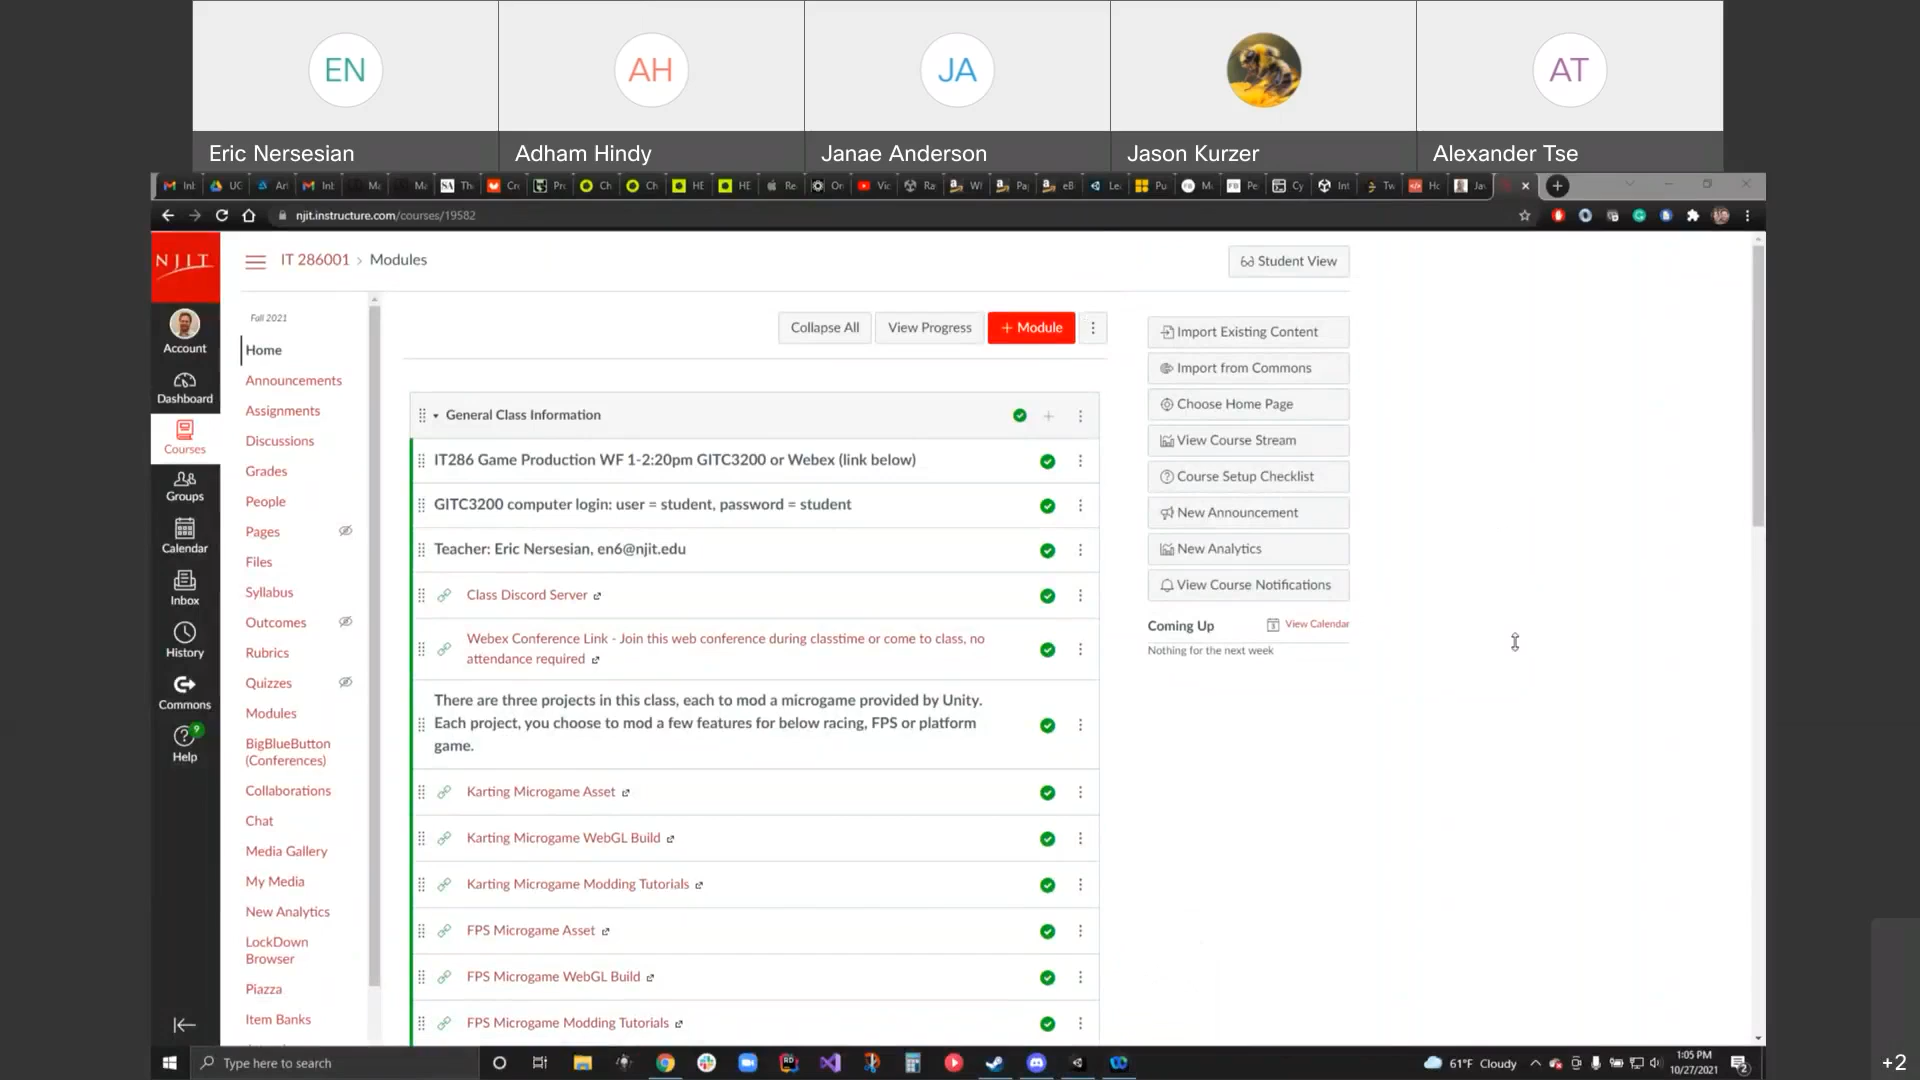 EN
AH
JA
AT
Eric Nersesian
Adham Hindy
Janae Anderson
Jason Kurzer
Alexander Tse
njit.instructure.com/courses/19582
NJIT
IT 286001 › Modules
Student View
Account
Dashboard
Courses
Groups
Calendar
Inbox
History
Commons
9
Help
Fall 2021
Home
Announcements
Assignments
Discussions
Grades
People
Pages
Files
Syllabus
Outcomes
Rubrics
Quizzes
Modules
BigBlueButton
(Conferences)
Collaborations
Chat
Media Gallery
My Media
New Analytics
LockDown
Browser
Piazza
Item Banks
Collapse All
View Progress
+ Module
General Class Information
IT286 Game Production WF 1-2:20pm GITC3200 or Webex (link below)
GITC3200 computer login: user = student, password = student
Teacher: Eric Nersesian, en6@njit.edu
Class Discord Server
Webex Conference Link - Join this web conference during classtime or come to class, no
attendance required
There are three projects in this class, each to mod a microgame provided by Unity.
Each project, you choose to mod a few features for below racing, FPS or platform
game.
Karting Microgame Asset
Karting Microgame WebGL Build
Karting Microgame Modding Tutorials
FPS Microgame Asset
FPS Microgame WebGL Build
FPS Microgame Modding Tutorials
Import Existing Content
Import from Commons
Choose Home Page
View Course Stream
Course Setup Checklist
New Announcement
New Analytics
View Course Notifications
Coming Up
View Calendar
Nothing for the next week
Type here to search
61°F Cloudy
1:05 PM
10/27/2021
+2